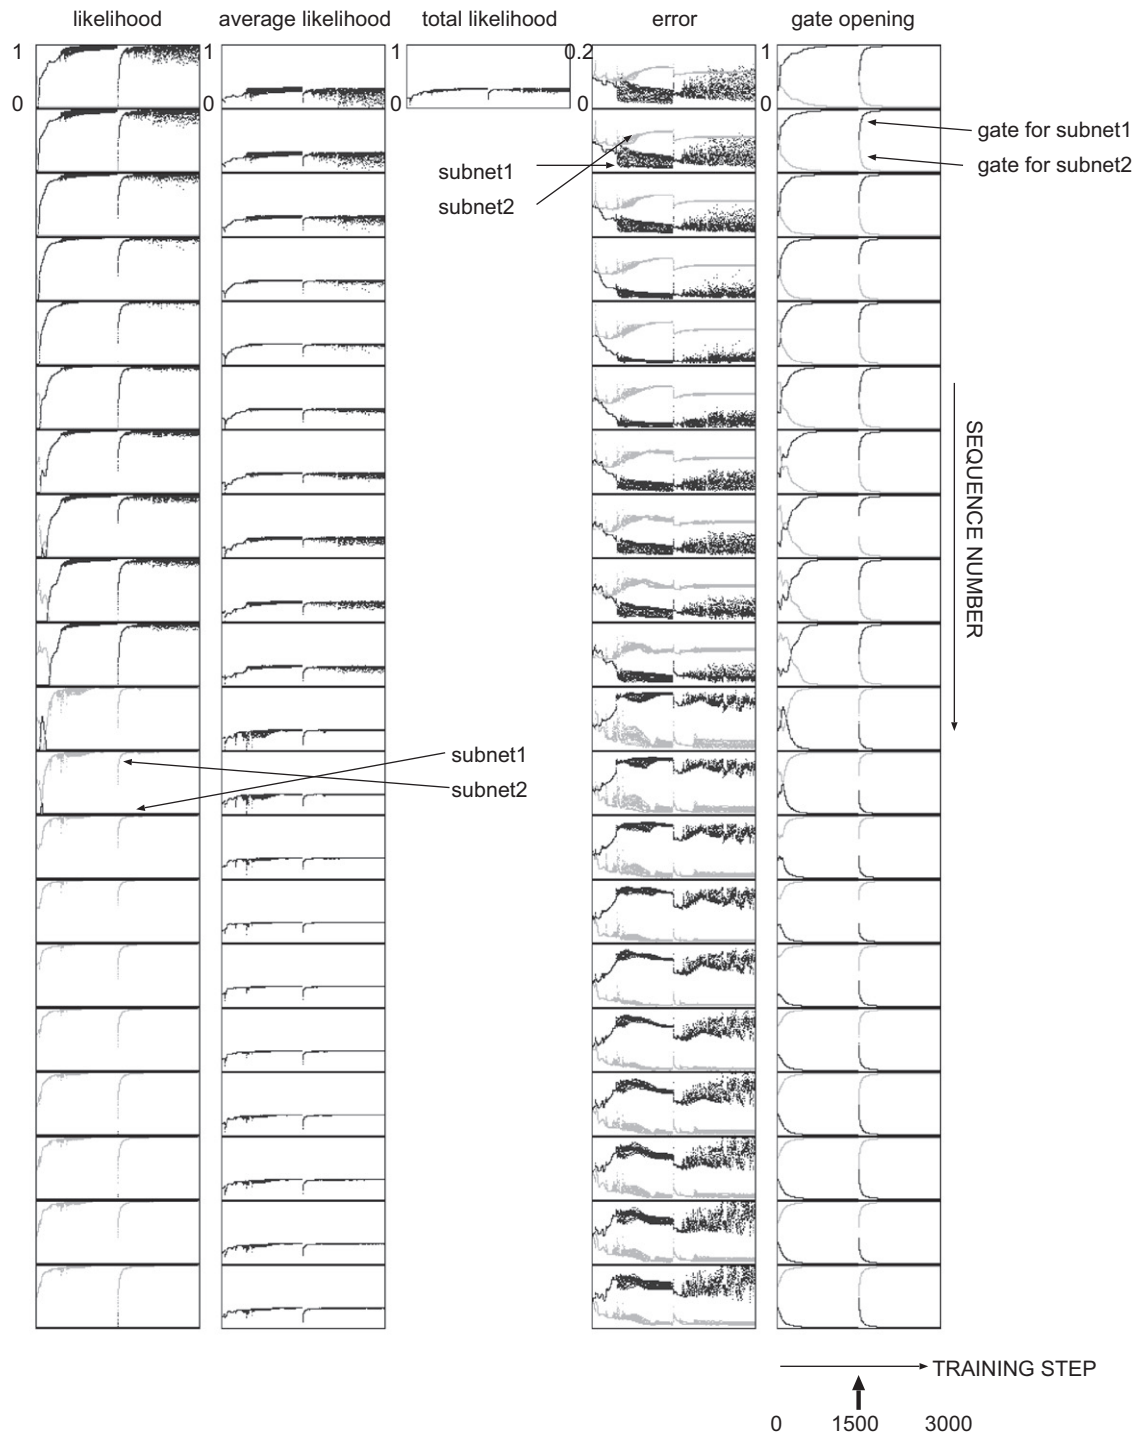 likelihood average likelihood total likelihood error gate opening
1 1 1 0.2 1
0 0 0 0 0
gate for subnet1
gate for subnet2
subnet1
subnet2
SEQUENCE NUMBER
subnet1
subnet2
TRAINING STEP
0 1500 3000